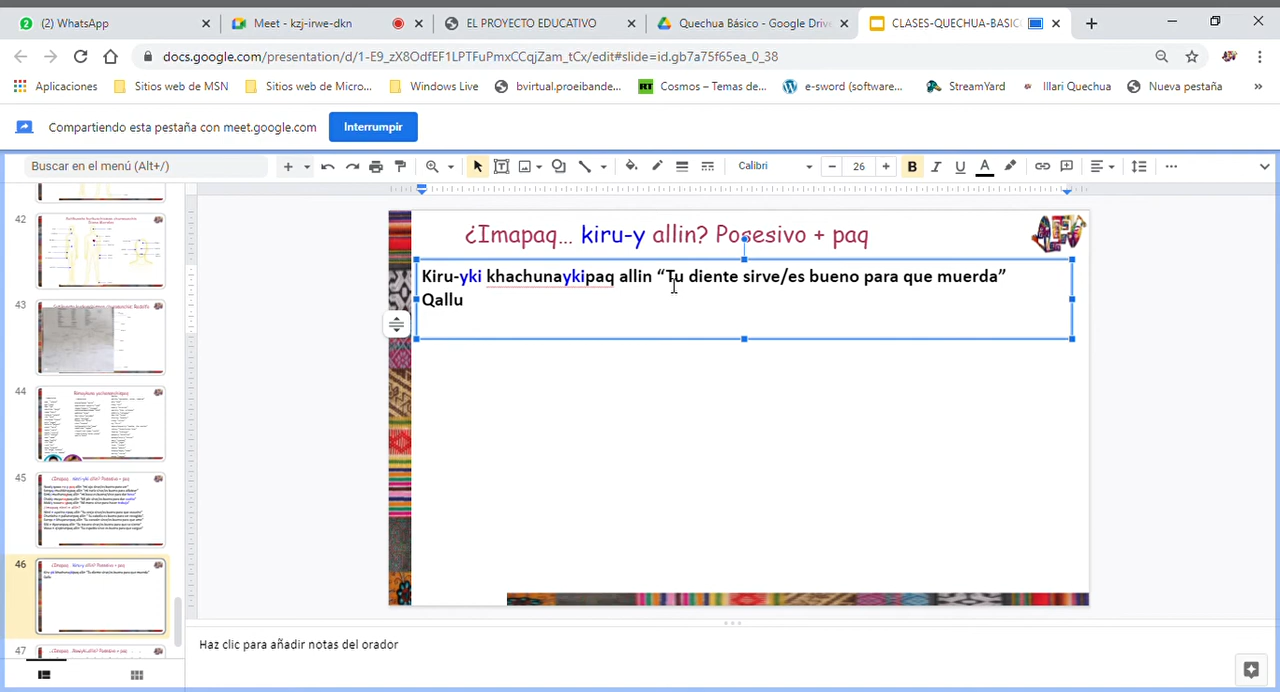 (2) WhatsApp
Meet - kzj-irwe-dkn
EL PROYECTO EDUCATIVO
Quechua Básico - Google Drive
CLASES-QUECHUA-BASIC
docs.google.com/presentation/d/1-E9_zX8OdfEF1LPTFuPmxCCqjZam_tCx/edit#slide=id.gb7a75f65ea_0_38
Aplicaciones
Sitios web de MSN
Sitios web de Micro...
Windows Live
bvirtual.proeibande...
Cosmos – Temas de...
e-sword (software...
StreamYard
Illari Quechua
Nueva pestaña
Compartiendo esta pestaña con meet.google.com
Interrumpir
Buscar en el menú (Alt+/)
Calibri
26
42
43
44
45
46
47
¿Imapaq... kiru-y allin? Posesivo + paq
Kiru-yki khachunaykipaq allin “Tu diente sirve/es bueno para que muerda”
Qallu
Haz clic para añadir notas del orador